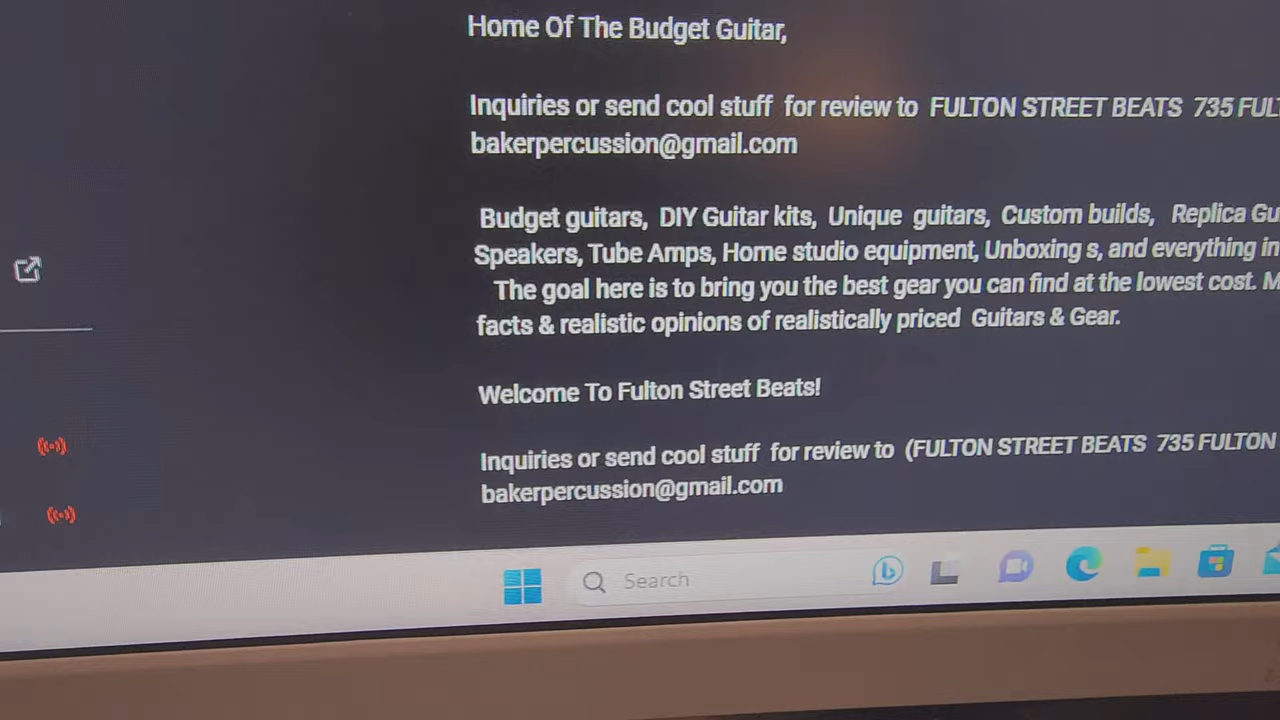 Home Of The Budget Guitar,
Inquiries or send cool stuff for review to FULTON STREET BEATS 735
bakerpercussion@gmail.com
Budget guitars, DIY Guitar kits, Unique guitars, Custom builds, Replica
Speakers, Tube Amps, Home studio equipment, Unboxing s, and everything in
The goal here is to bring you the best gear you can find at the lowest cost.
facts & realistic opinions of realistically priced Guitars & Gear.
Welcome To Fulton Street Beats!
Inquiries or send cool stuff for review to (FULTON STREET BEATS 735 FULTON
bakerpercussion@gmail.com
Search